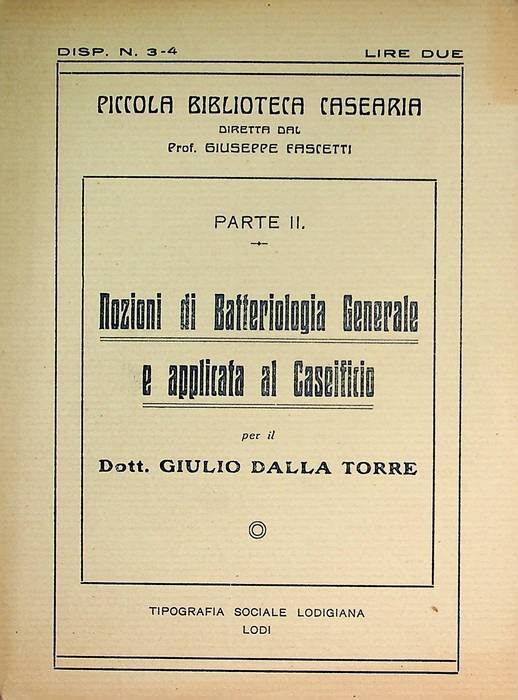 DISP. N. 3-4
LIRE DUE
PICCOLA BIBLIOTECA CASEARIA
DIRETTA DAL
Prof. GIUSEPPE FASCETTI
PARTE II.
Nozioni di Batteriologia Generale
e applicata al Caseificio
per il
Dott. GIULIO DALLA TORRE
TIPOGRAFIA SOCIALE LODIGIANA
LODI